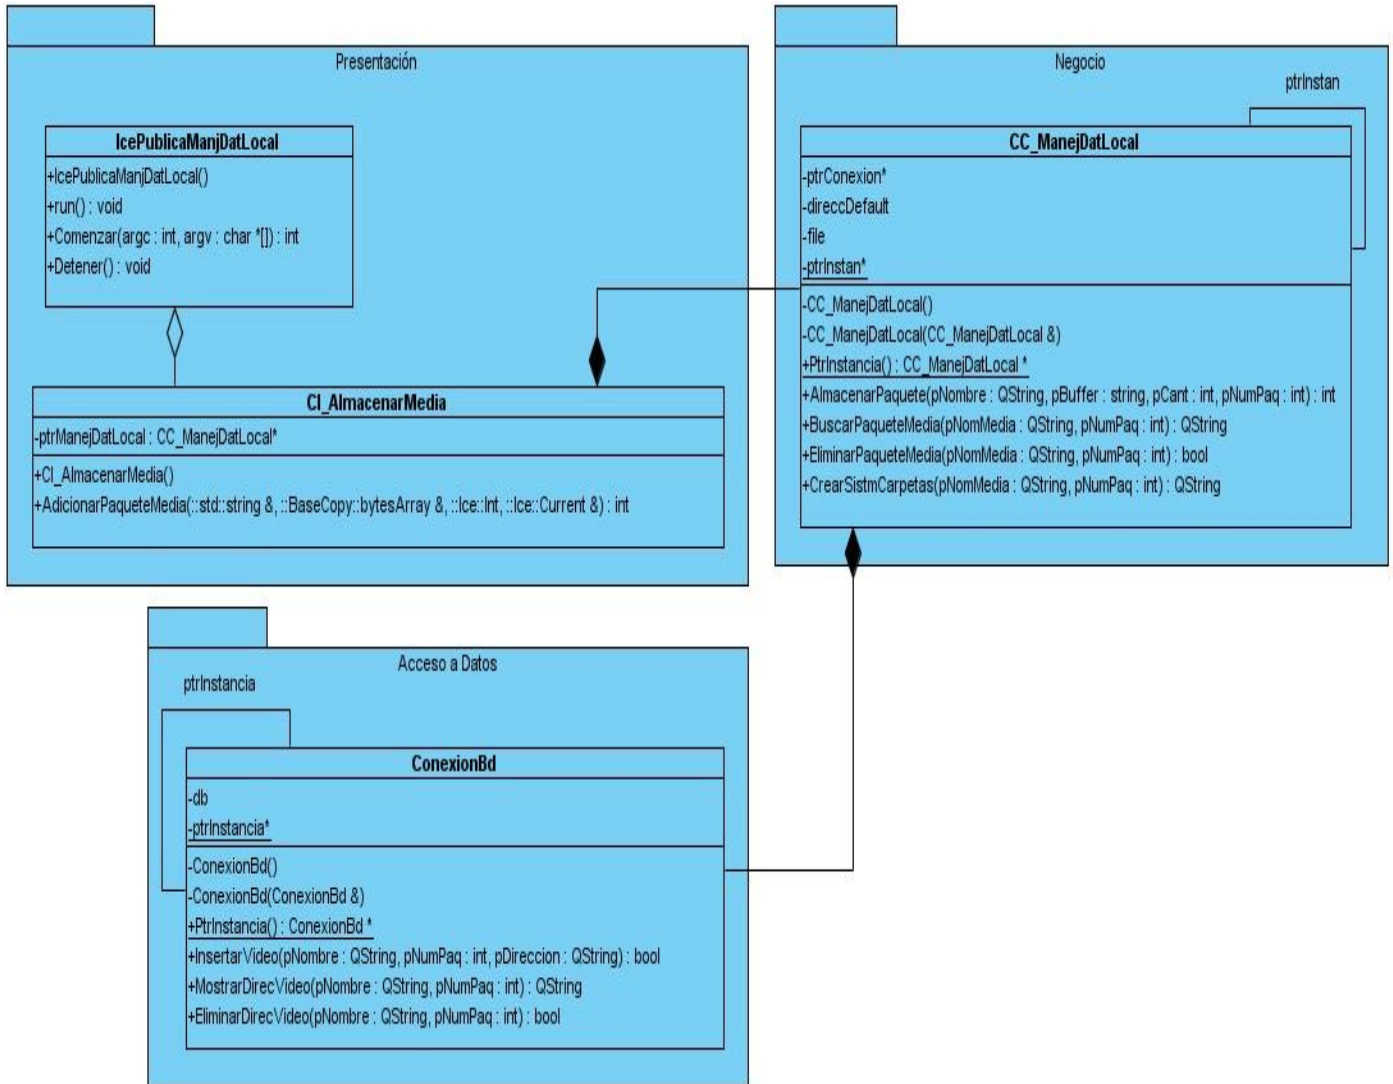 Presentación
IcePublicaManjDatLocal
+IcePublicaManjDatLocal()
+run() : void
+Comenzar(argc : int, argv : char *[]) : int
+Detener() : void
CI_AlmacenarMedia
-ptrManejDatLocal : CC_ManejDatLocal*
+CI_AlmacenarMedia()
+AdicionarPaqueteMedia(::std::string &, ::BaseCopy::bytesArray &, ::Ice::Int, ::Ice::Current &) : int
Negocio
ptrInstan
CC_ManejDatLocal
-ptrConexion*
-direccDefault
-file
-ptrInstan*
-CC_ManejDatLocal()
-CC_ManejDatLocal(CC_ManejDatLocal &)
+PtrInstancia() : CC_ManejDatLocal *
+AlmacenarPaquete(pNombre : QString, pBuffer : string, pCant : int, pNumPaq : int) : int
+BuscarPaqueteMedia(pNomMedia : QString, pNumPaq : int) : QString
+EliminarPaqueteMedia(pNomMedia : QString, pNumPaq : int) : bool
+CrearSistmCarpetas(pNomMedia : QString, pNumPaq : int) : QString
Acceso a Datos
ptrInstancia
ConexionBd
-db
-ptrInstancia*
-ConexionBd()
-ConexionBd(ConexionBd &)
+PtrInstancia() : ConexionBd *
+InsertarVideo(pNombre : QString, pNumPaq : int, pDireccion : QString) : bool
+MostrarDirecVideo(pNombre : QString, pNumPaq : int) : QString
+EliminarDirecVideo(pNombre : QString, pNumPaq : int) : bool